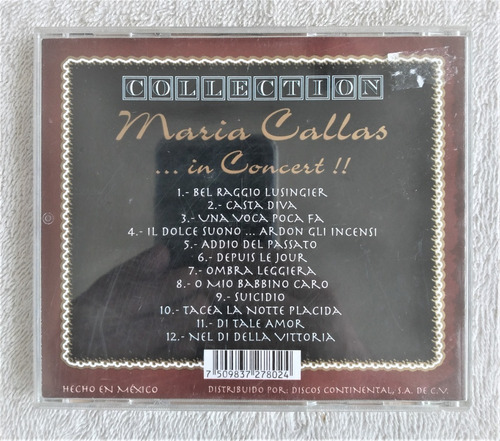 COLLECTION
Maria Callas
... in Concert !!
1.- BEL RAGGIO LUSINGIER
2.- CASTA DIVA
3.- UNA VOCA POCA FA
4.- IL DOLCE SUONO ... ARDON GLI INCENSI
5.- ADDIO DEL PASSATO
6.- DEPUIS LE JOUR
7.- OMBRA LEGGIERA
8.- O MIO BABBINO CARO
9.- SUICIDIO
10.- TACEA LA NOTTE PLACIDA
11.- DI TALE AMOR
12.- NEL DI DELLA VITTORIA
7 509837 278024
HECHO EN MÉXICO
DISTRIBUIDO POR: DISCOS CONTINENTAL, S.A. DE C.V.